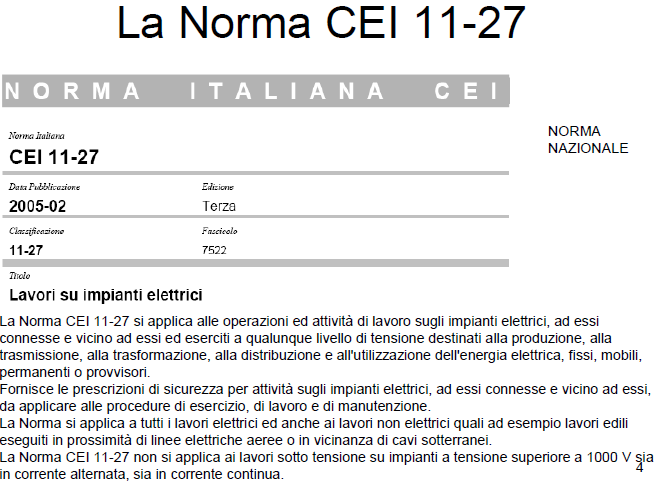 La Norma CEI 11-27
NORMA ITALIANA CEI
NORMA
NAZIONALE
Norma Italiana
CEI 11-27
Data Pubblicazione Edizione
2005-02 Terza
Classificazione Fascicolo
11-27 7522
Titolo
Lavori su impianti elettrici
La Norma CEI 11-27 si applica alle operazioni ed attività di lavoro sugli impianti elettrici, ad essi
connesse e vicino ad essi ed eserciti a qualunque livello di tensione destinati alla produzione, alla
trasmissione, alla trasformazione, alla distribuzione e all'utilizzazione dell'energia elettrica, fissi, mobili,
permanenti o provvisori.
Fornisce le prescrizioni di sicurezza per attività sugli impianti elettrici, ad essi connesse e vicino ad essi,
da applicare alle procedure di esercizio, di lavoro e di manutenzione.
La Norma si applica a tutti i lavori elettrici ed anche ai lavori non elettrici quali ad esempio lavori edili
eseguiti in prossimità di linee elettriche aeree o in vicinanza di cavi sotterranei.
La Norma CEI 11-27 non si applica ai lavori sotto tensione su impianti a tensione superiore a 1000 V sia
in corrente alternata, sia in corrente continua.
4